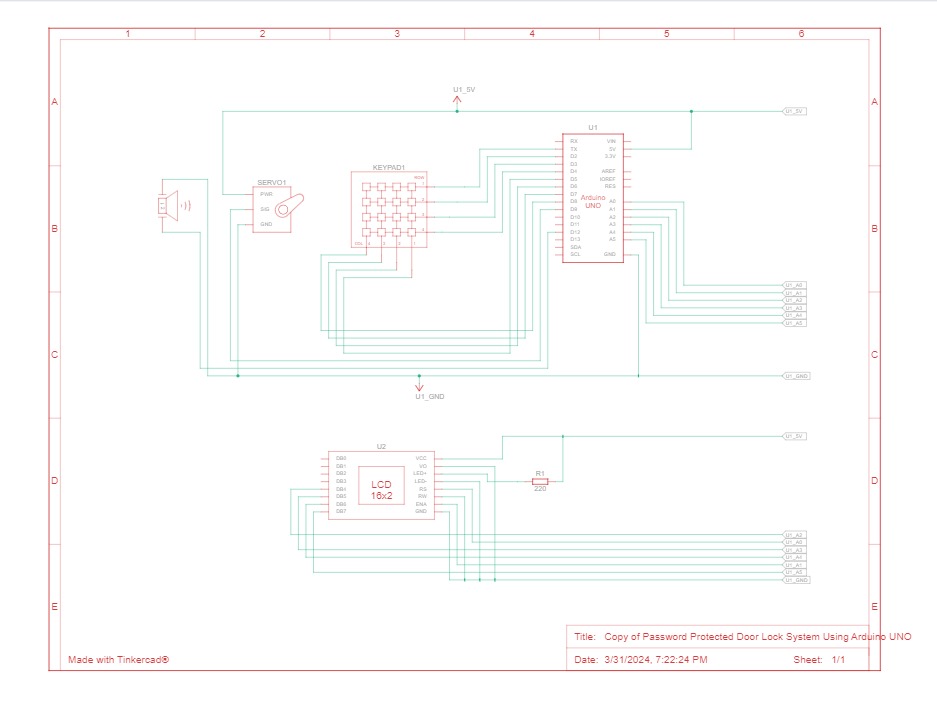 1 2 3 4 5 6
A A
U1_5V
U1_5V
U1
RX VIN
TX 5V
D2 3.3V
D3
D4 AREF
D5 IOREF
D6 RES
D7
D8 A0
D9 A1
D10 A2
D11 A3
D12 A4
D13 A5
SDA
SCL GND
Arduino
UNO
KEYPAD1
ROW
1
2
3
4
COL 4 3 2 1
SERVO1
PWR
SIG
GND
B B
U1_A0
U1_A1
U1_A2
U1_A3
U1_A4
U1_A5
C C
U1_GND
U1_GND
U1_5V
U2
DB0 VCC
DB1 VO
DB2 LED+
DB3 LED-
DB4 RS
DB5 RW
DB6 ENA
DB7 GND
LCD
16x2
R1
220
D D
U1_A2
U1_A0
U1_A3
U1_A4
U1_A1
U1_A5
U1_GND
E E
Title: Copy of Password Protected Door Lock System Using Arduino UNO
Made with Tinkercad®
Date: 3/31/2024, 7:22:24 PM Sheet: 1/1